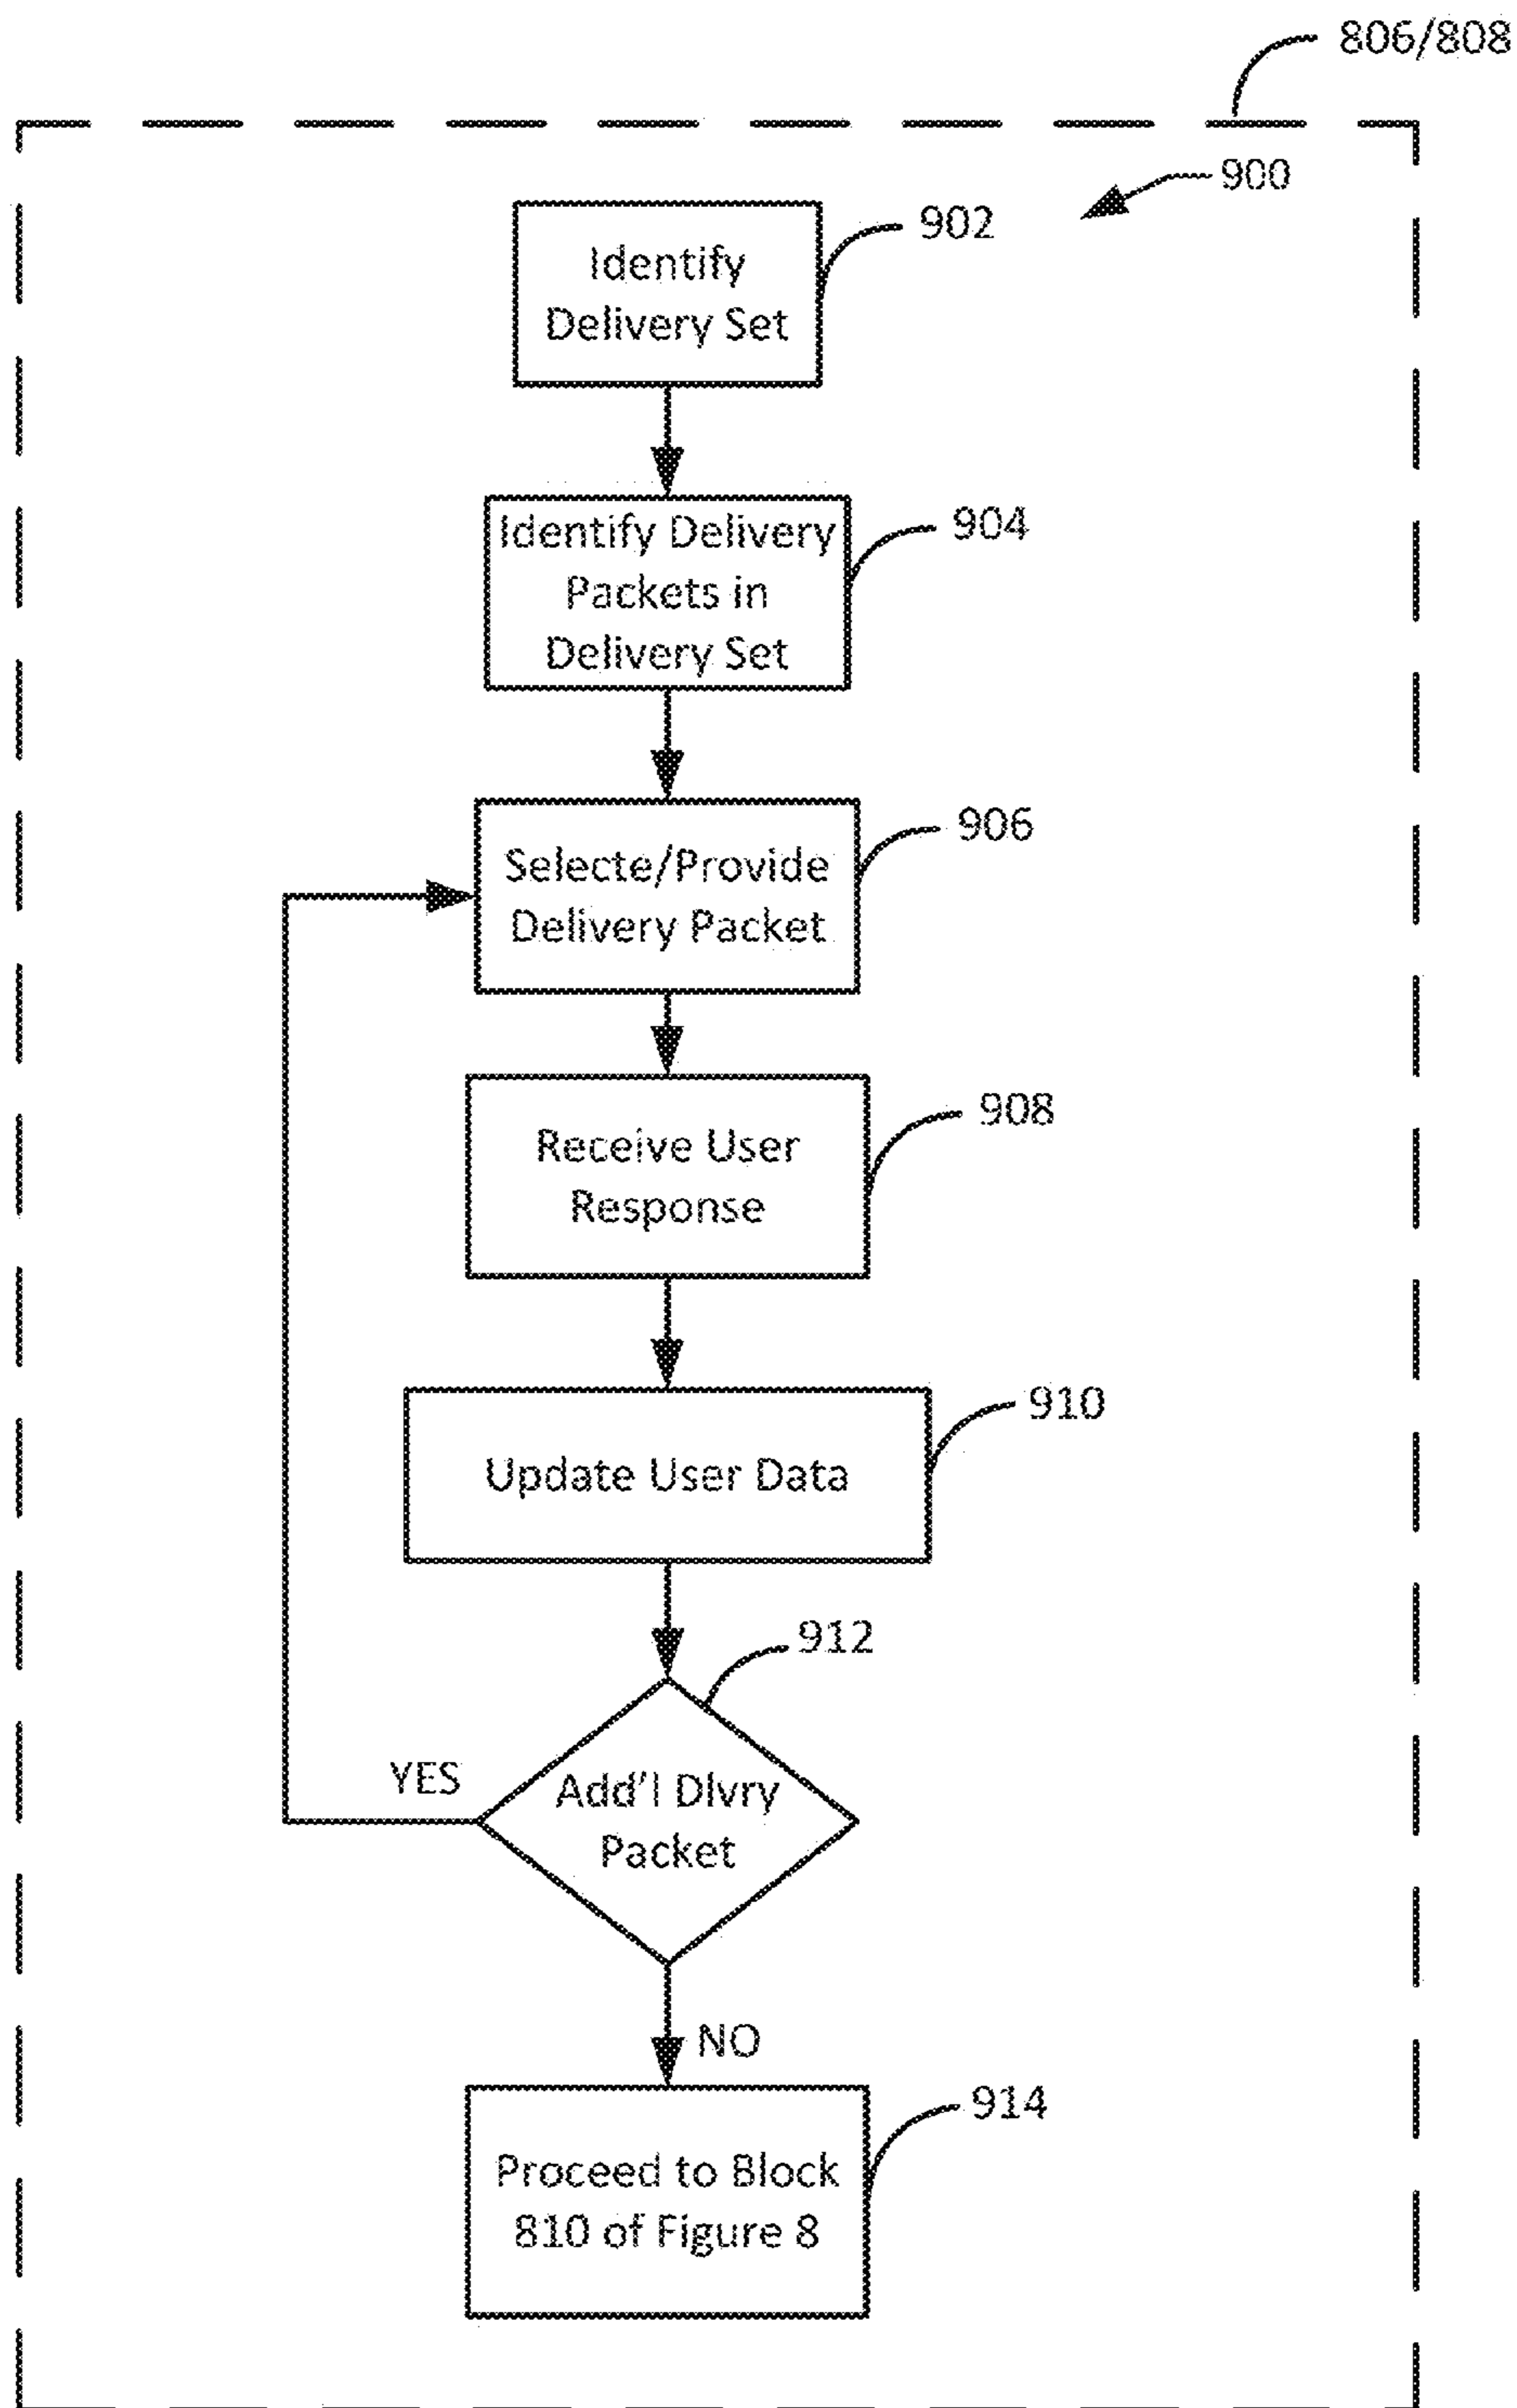 806/808
900
902
Identify
Delivery Set
904
Identify Delivery
Packets in
Delivery Set
906
Selecte/Provide
Delivery Packet
908
Receive User
Response
910
Update User Data
912
YES
Add'l Dlvry
Packet
NO
914
Proceed to Block
810 of Figure 8